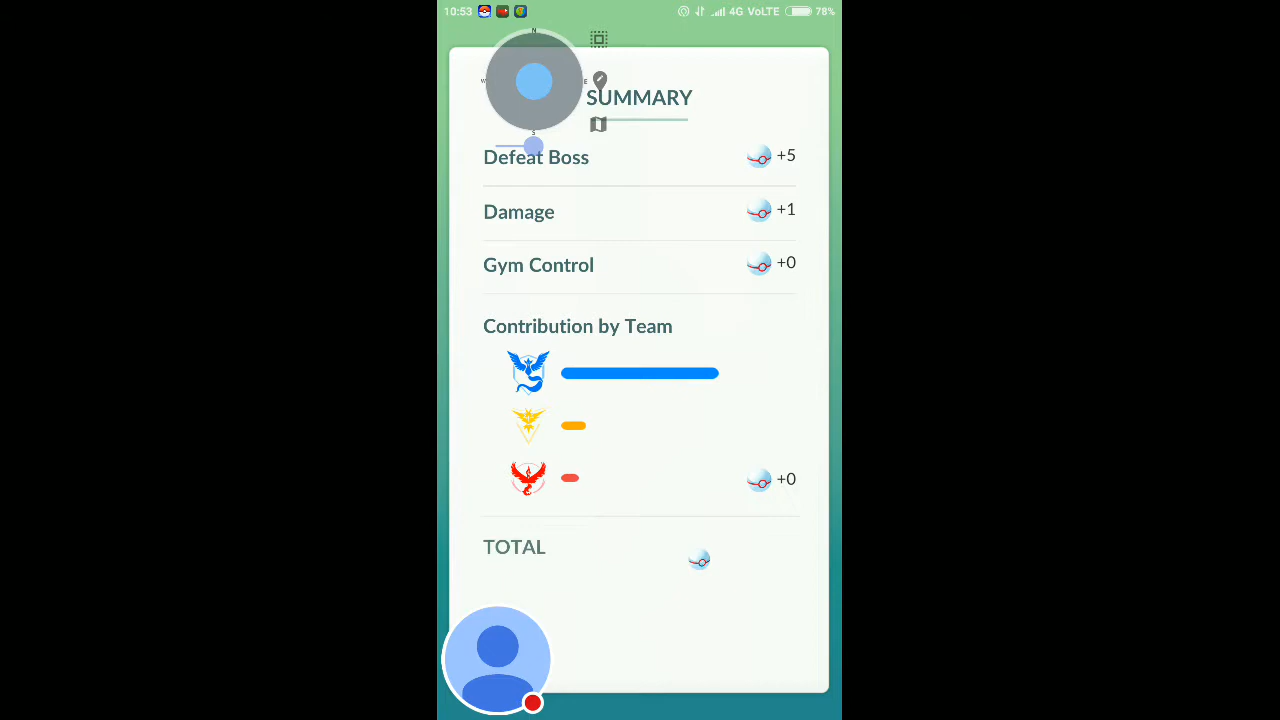 10:53 4G VoLTE 78%
N
W E
SUMMARY
S
Defeat Boss +5
Damage +1
Gym Control +0
Contribution by Team
+0
TOTAL